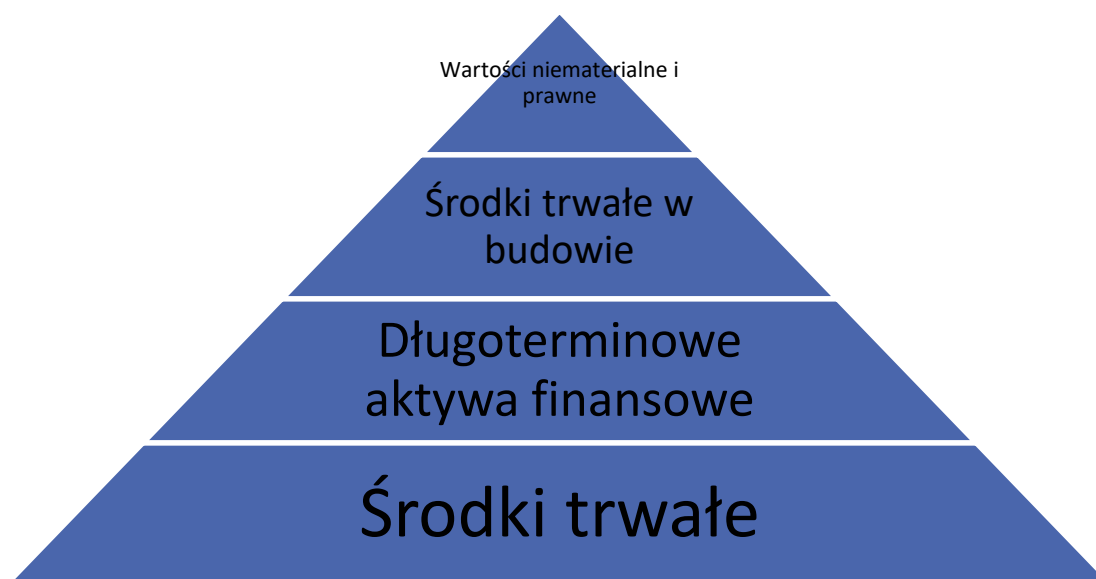 Wartości niematerialne i
prawne
Środki trwałe w
budowie
Długoterminowe
aktywa finansowe
Środki trwałe